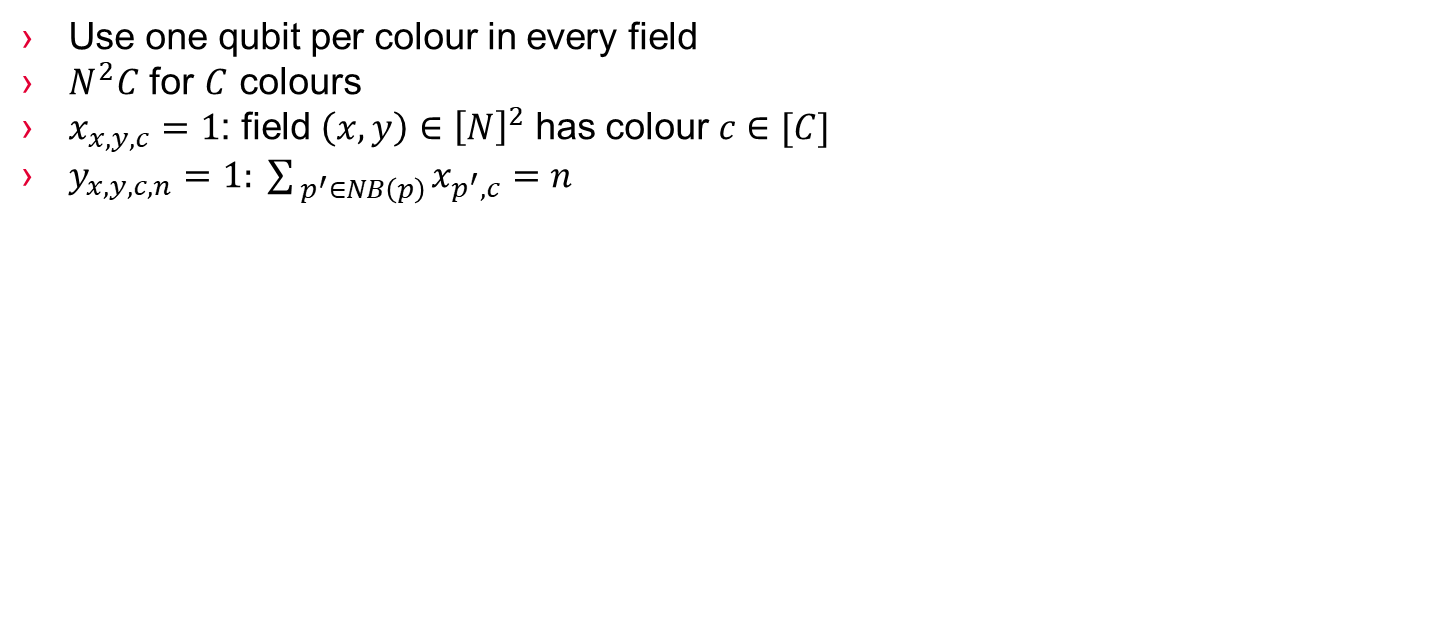 › Use one qubit per colour in every field
› N²C for C colours
› x_{x,y,c} = 1: field (x, y) ∈ [N]² has colour c ∈ [C]
› y_{x,y,c,n} = 1: ∑_{p′∈NB(p)} x_{p′,c} = n